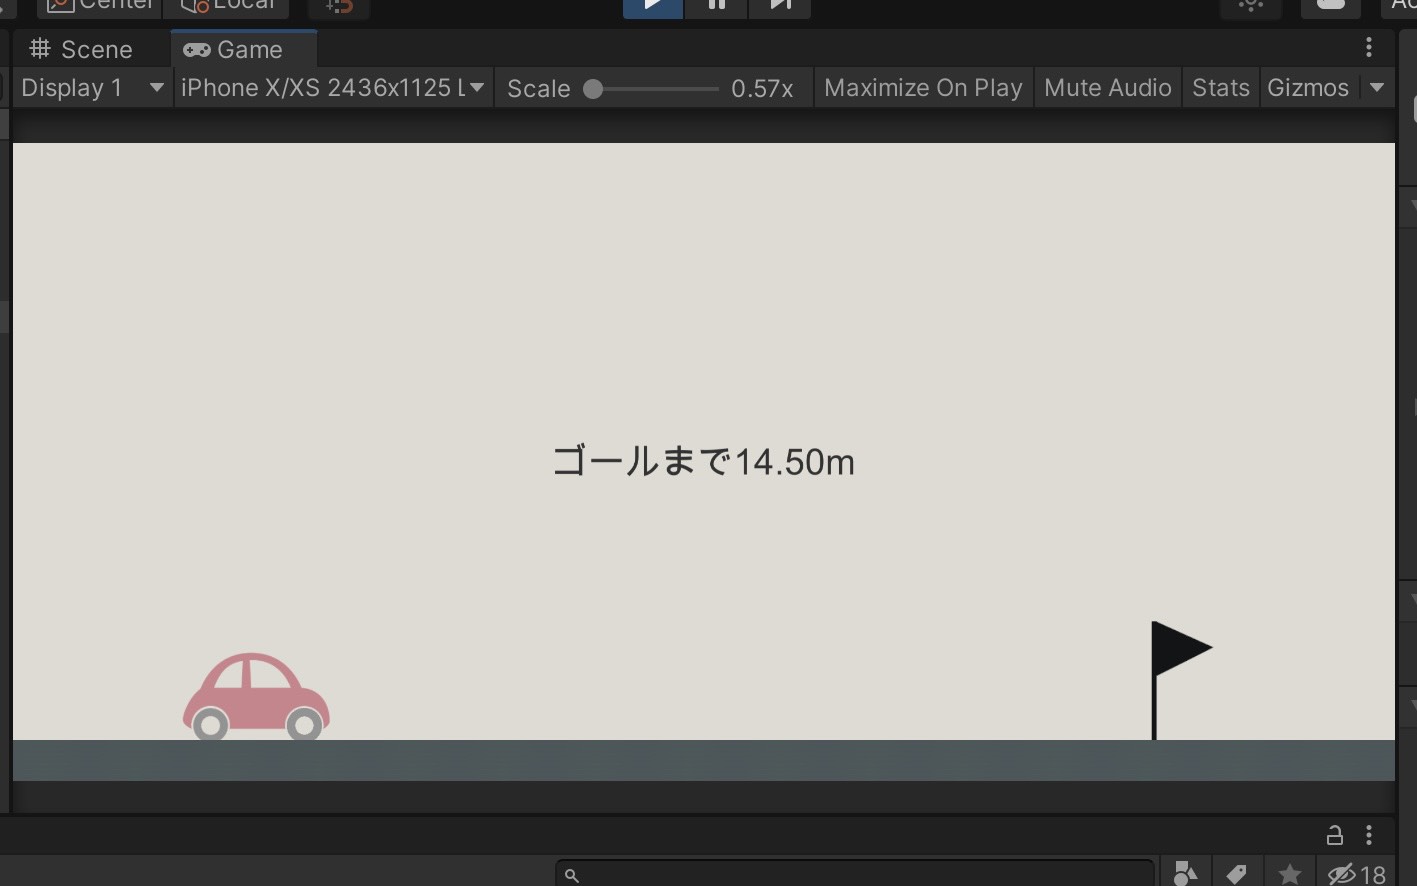 Center Local
Scene Game
Display 1 iPhone X/XS 2436x1125 L Scale 0.57x Maximize On Play Mute Audio Stats Gizmos
ゴールまで14.50m
18